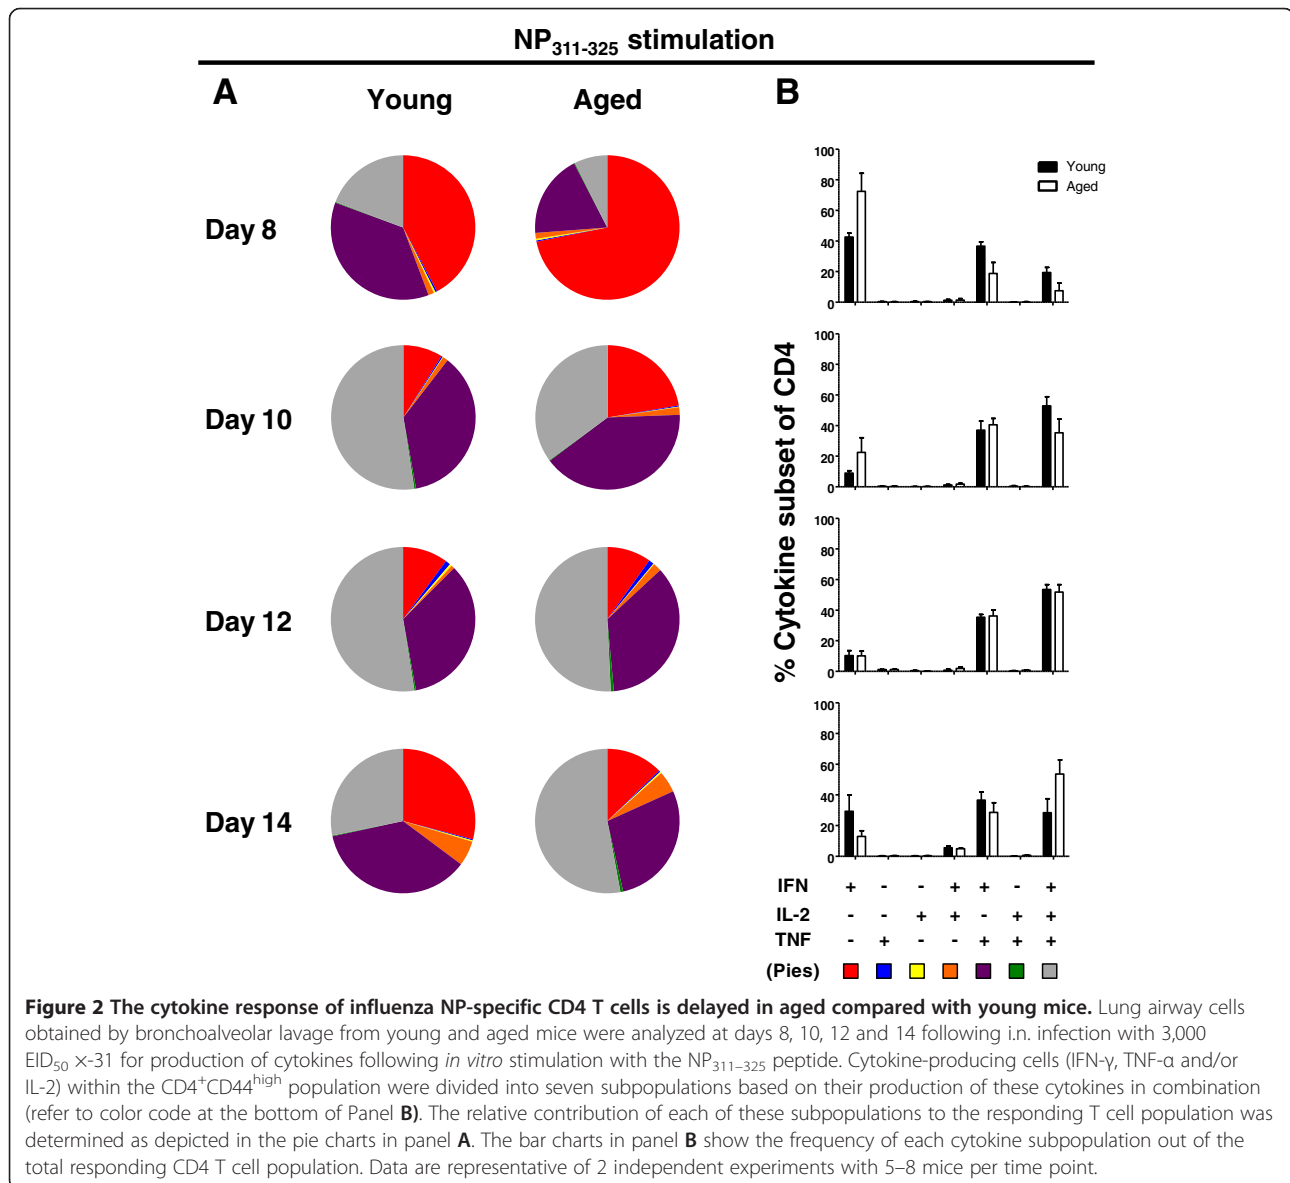 NP311-325 stimulation
A
Young
Aged
B
Day 8
Day 10
Day 12
Day 14
% Cytokine subset of CD4
100
80
60
40
20
0
Young
Aged
100
80
60
40
20
0
100
80
60
40
20
0
100
80
60
40
20
0
IFN + - - + + - +
IL-2 - - + + - + +
TNF - + - - + + +
(Pies)
Figure 2 The cytokine response of influenza NP-specific CD4 T cells is delayed in aged compared with young mice. Lung airway cells
obtained by bronchoalveolar lavage from young and aged mice were analyzed at days 8, 10, 12 and 14 following i.n. infection with 3,000
EID50 ×-31 for production of cytokines following in vitro stimulation with the NP311–325 peptide. Cytokine-producing cells (IFN-γ, TNF-α and/or
IL-2) within the CD4+CD44high population were divided into seven subpopulations based on their production of these cytokines in combination
(refer to color code at the bottom of Panel B). The relative contribution of each of these subpopulations to the responding T cell population was
determined as depicted in the pie charts in panel A. The bar charts in panel B show the frequency of each cytokine subpopulation out of the
total responding CD4 T cell population. Data are representative of 2 independent experiments with 5–8 mice per time point.